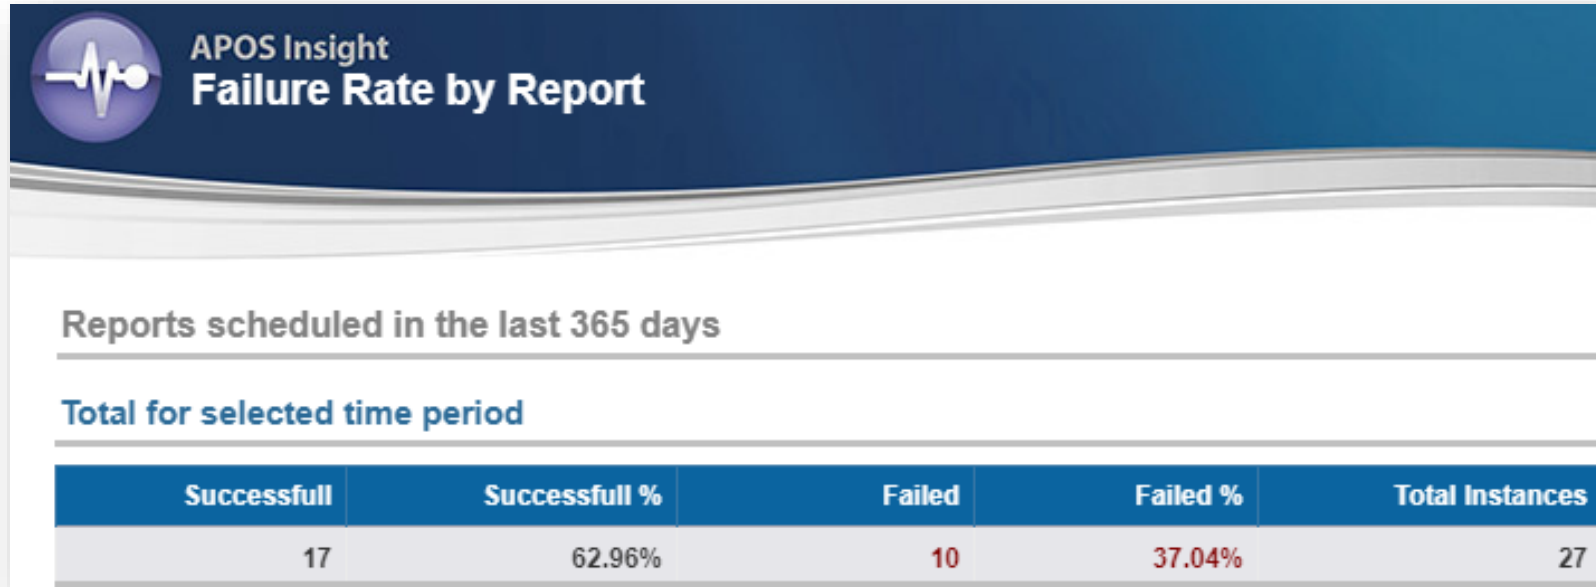 APOS Insight
Failure Rate by Report
Reports scheduled in the last 365 days
Total for selected time period
Successfull Successfull % Failed Failed % Total Instances
17 62.96% 10 37.04% 27